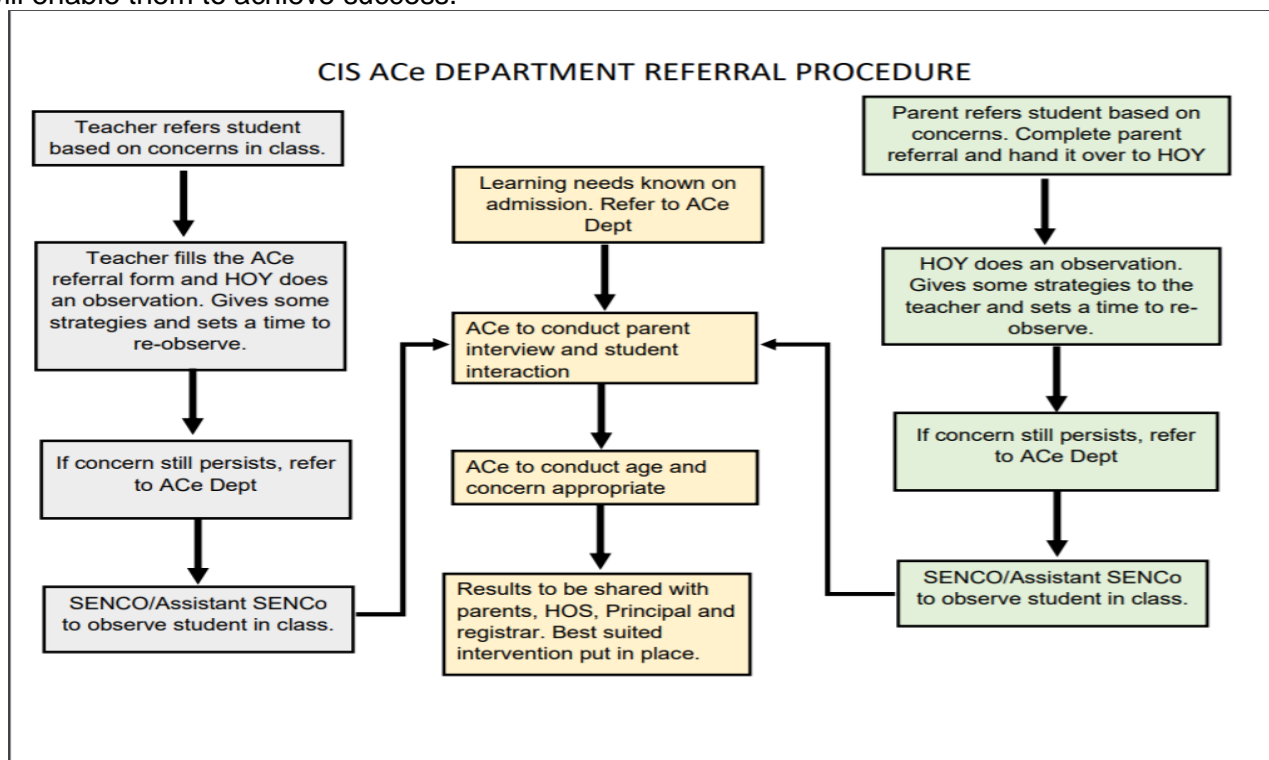 ill enable them to achieve success.
CIS ACe DEPARTMENT REFERRAL PROCEDURE
Teacher refers student
based on concerns in class.
Teacher fills the ACe
referral form and HOY does
an observation. Gives some
strategies and sets a time to
re-observe.
If concern still persists, refer
to ACe Dept
SENCO/Assistant SENCo
to observe student in class.
Learning needs known on
admission. Refer to ACe
Dept
ACe to conduct parent
interview and student
interaction
ACe to conduct age and
concern appropriate
Results to be shared with
parents, HOS, Principal and
registrar. Best suited
intervention put in place.
Parent refers student based on
concerns. Complete parent
referral and hand it over to HOY
HOY does an observation.
Gives some strategies to the
teacher and sets a time to re-
observe.
If concern still persists, refer
to ACe Dept
SENCO/Assistant SENCo
to observe student in class.